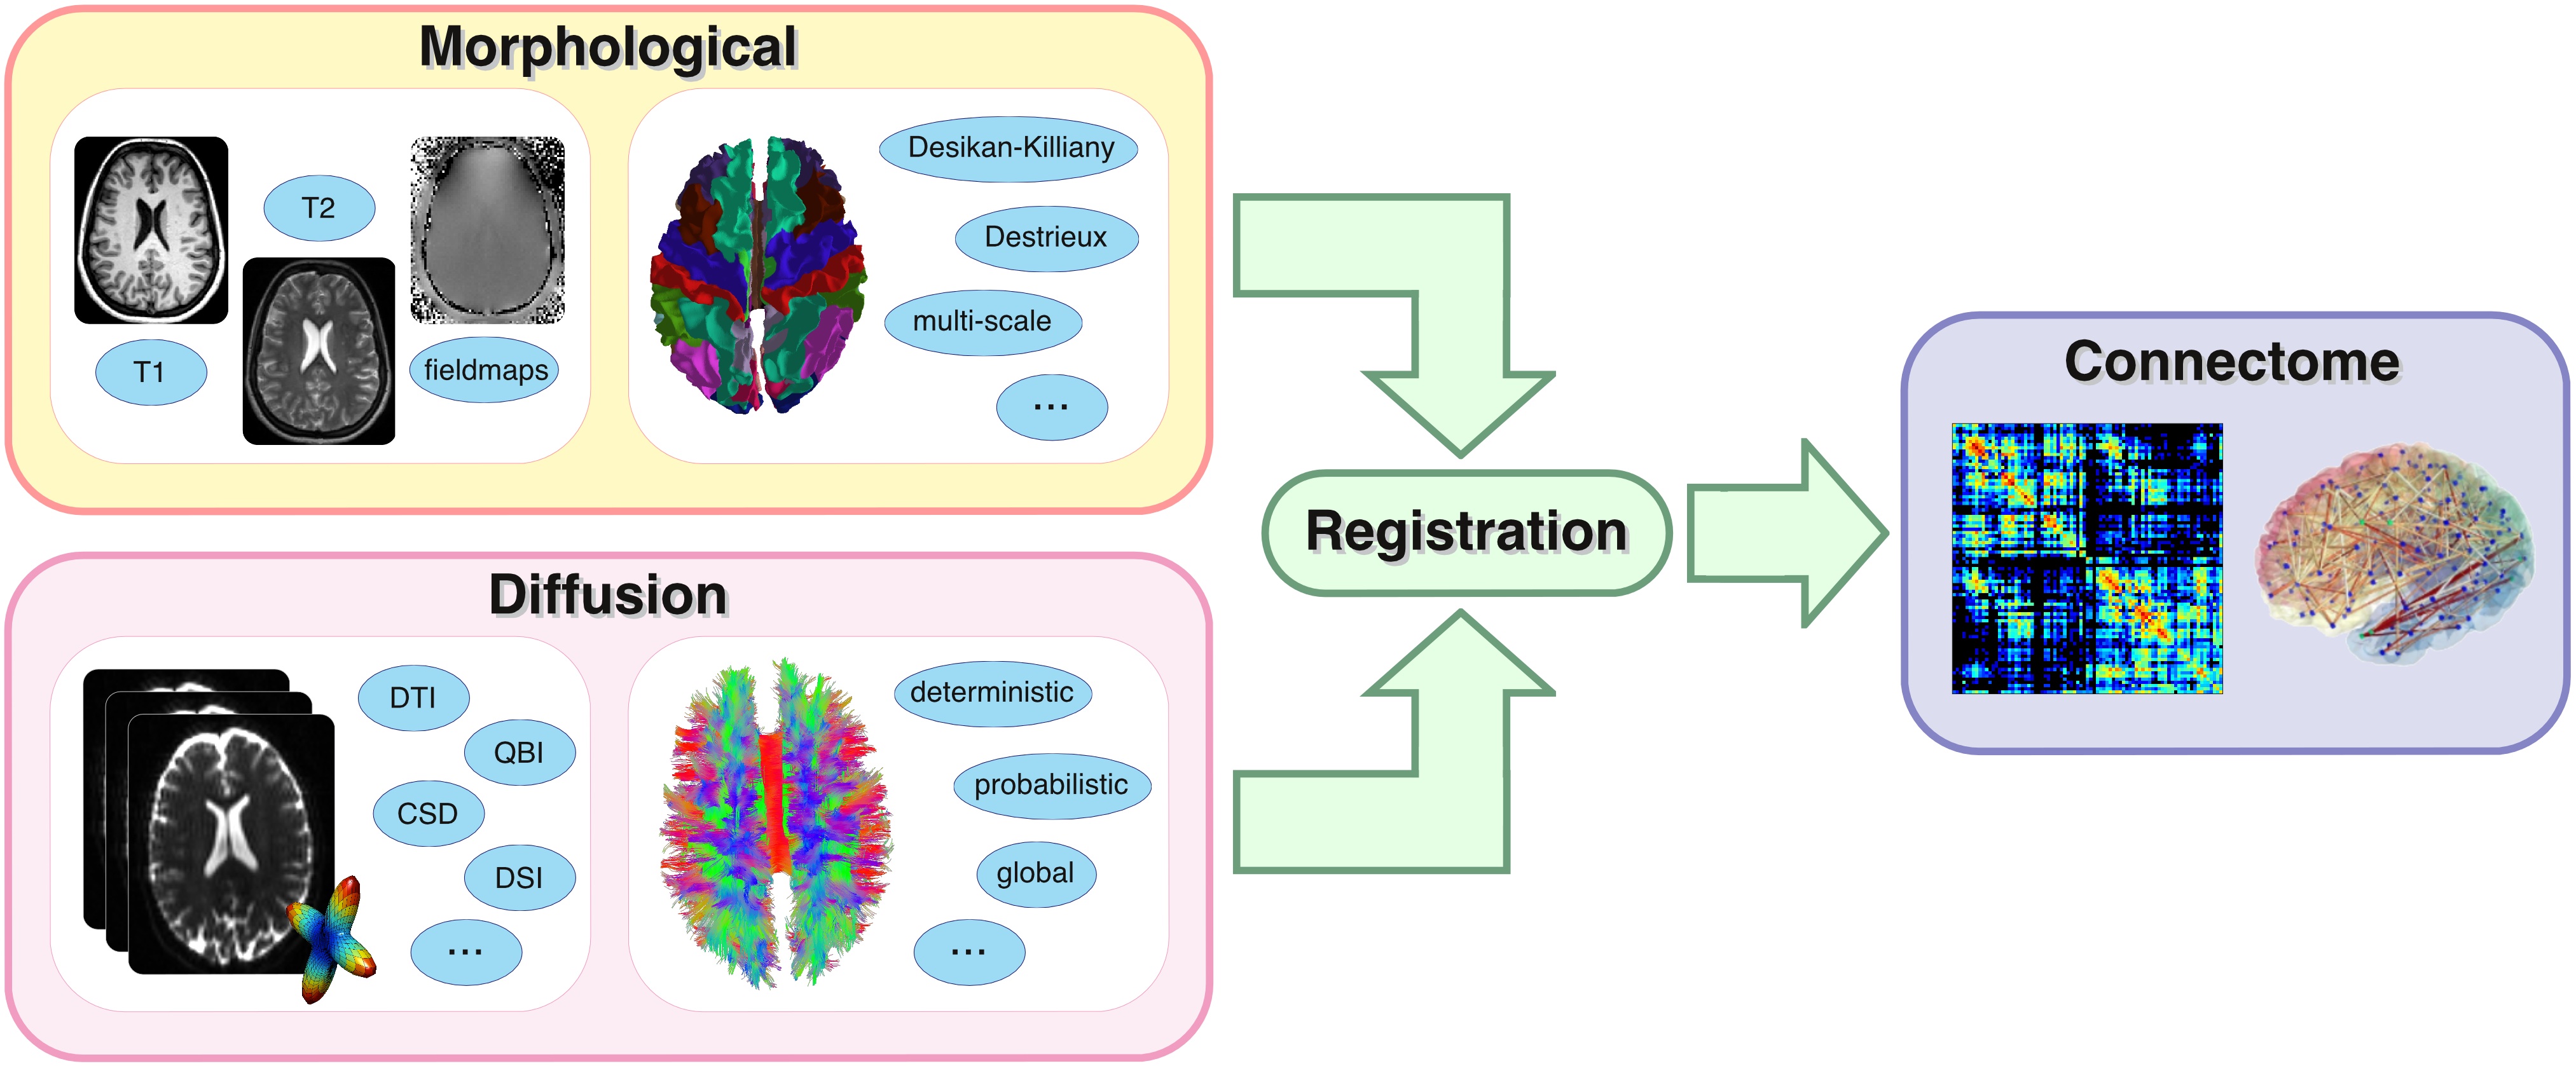 Morphological
T2
T1
fieldmaps
Desikan-Killiany
Destrieux
multi-scale
...
Diffusion
DTI
QBI
CSD
DSI
...
deterministic
probabilistic
global
...
Registration
Connectome